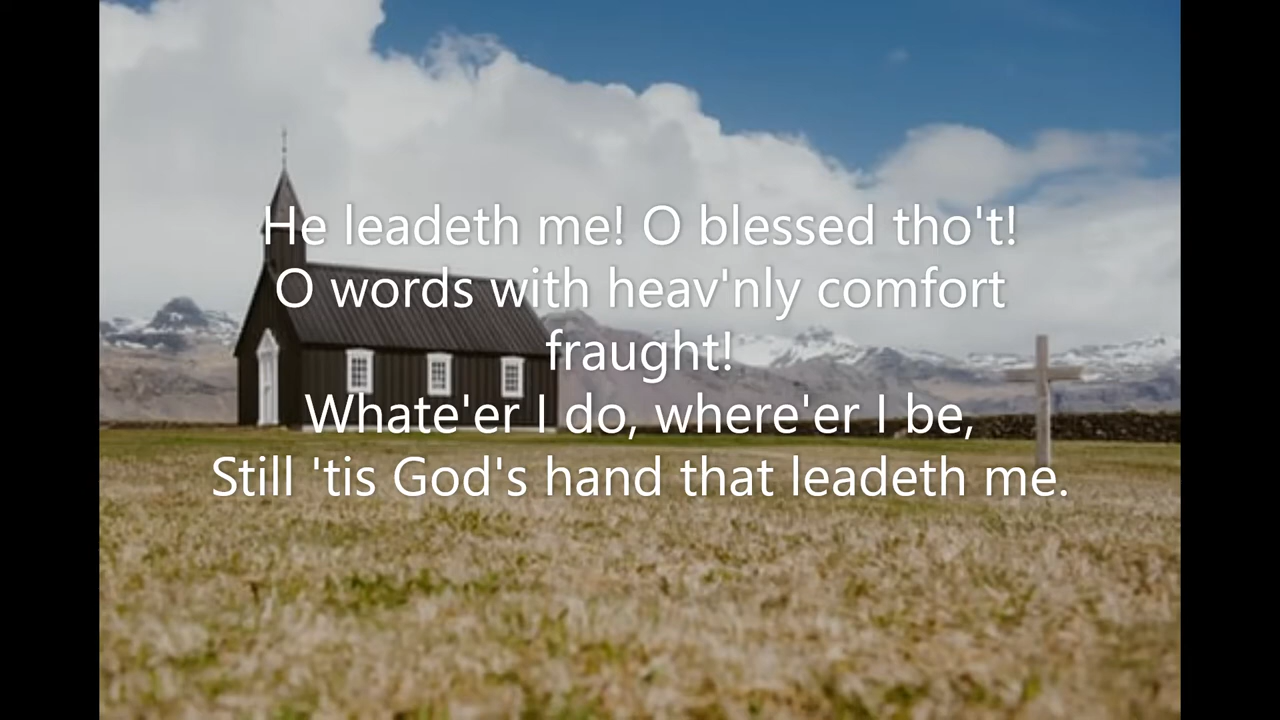 He leadeth me! O blessed tho't!
O words with heav'nly comfort
fraught!
Whate'er I do, where'er I be,
Still 'tis God's hand that leadeth me.